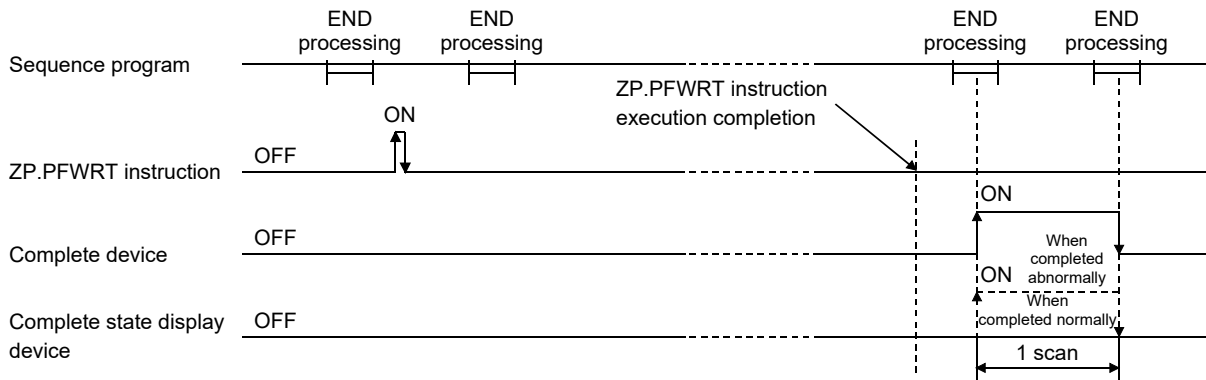 END
processing
END
processing
END
processing
END
processing
Sequence program
ZP.PFWRT instruction
execution completion
ON
OFF
ZP.PFWRT instruction
ON
OFF
Complete device
When
completed
abnormally
ON
When
completed normally
OFF
Complete state display
device
1 scan